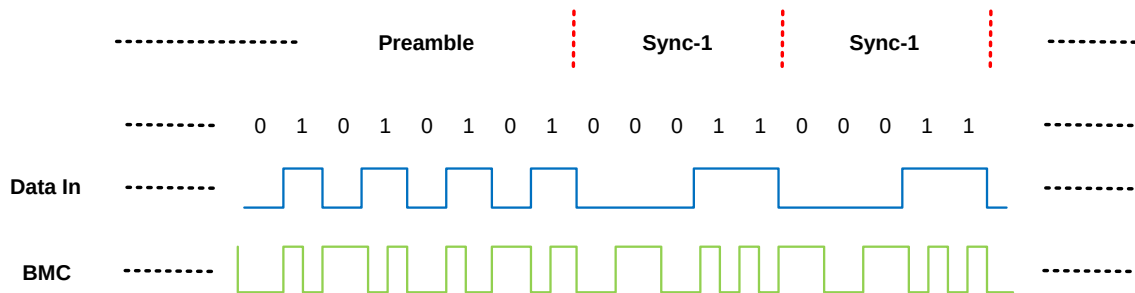 Preamble Sync-1 Sync-1
0 1 0 1 0 1 0 1 0 0 0 1 1 0 0 0 1 1
Data In
BMC